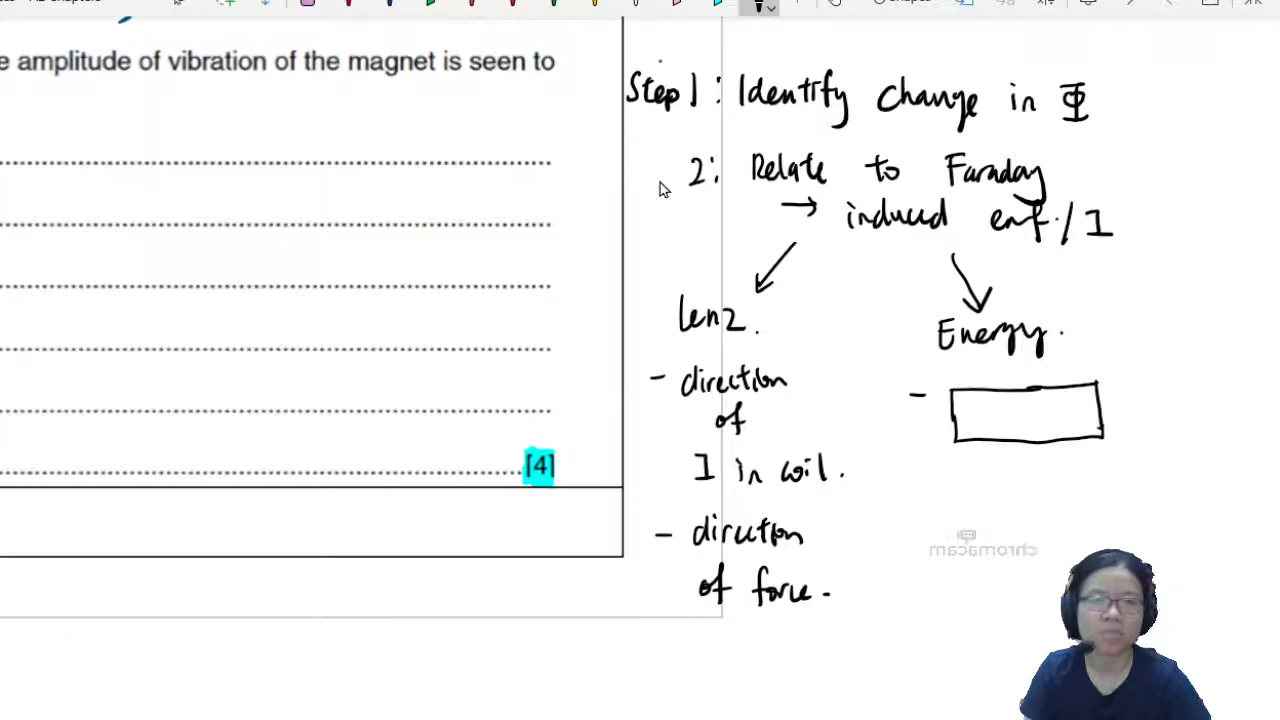 e amplitude of vibration of the magnet is seen to
[4]
Step 1 : Identify change in Φ
2: Relate to Faraday
→ induced emf / I
Lenz.
- direction
of
I in coil.
- direction
of force.
Energy.
-
chromacam